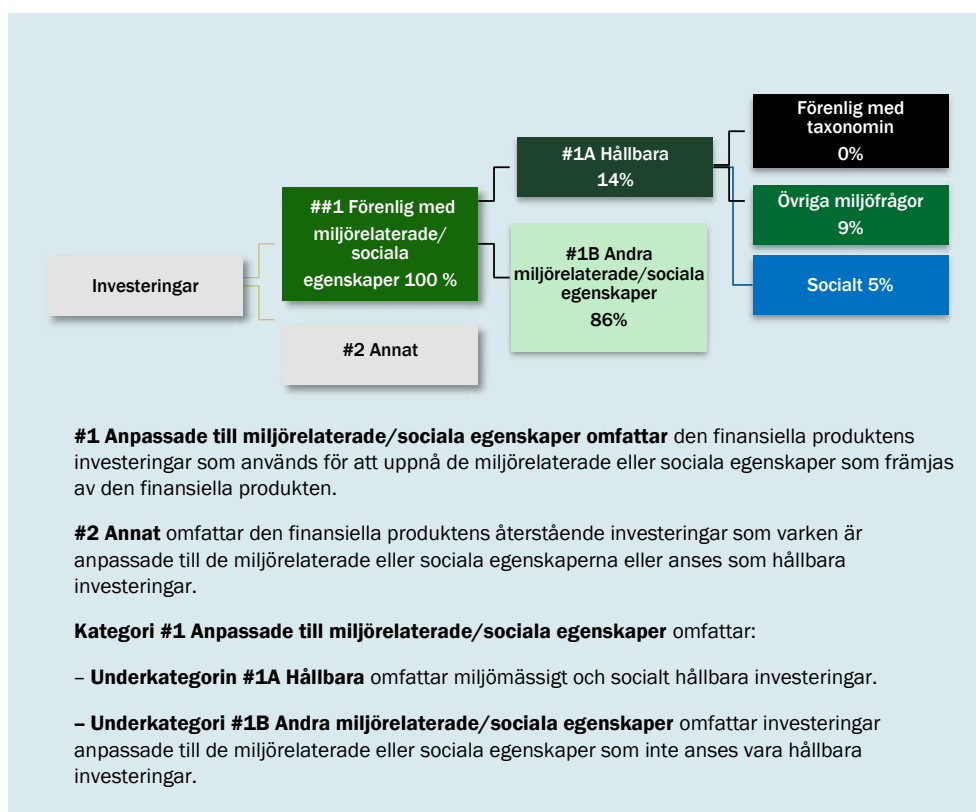 Investeringar
##1 Förenlig med
miljörelaterade/
sociala
egenskaper 100 %
#2 Annat
#1A Hållbara
14%
#1B Andra
miljörelaterade/sociala
egenskaper
86%
Förenlig med
taxonomin
0%
Övriga miljöfrågor
9%
Socialt 5%
#1 Anpassade till miljörelaterade/sociala egenskaper omfattar den finansiella produktens
investeringar som används för att uppnå de miljörelaterade eller sociala egenskaper som främjas
av den finansiella produkten.
#2 Annat omfattar den finansiella produktens återstående investeringar som varken är
anpassade till de miljörelaterade eller sociala egenskaperna eller anses som hållbara
investeringar.
Kategori #1 Anpassade till miljörelaterade/sociala egenskaper omfattar:
– Underkategorin #1A Hållbara omfattar miljömässigt och socialt hållbara investeringar.
– Underkategori #1B Andra miljörelaterade/sociala egenskaper omfattar investeringar
anpassade till de miljörelaterade eller sociala egenskaper som inte anses vara hållbara
investeringar.